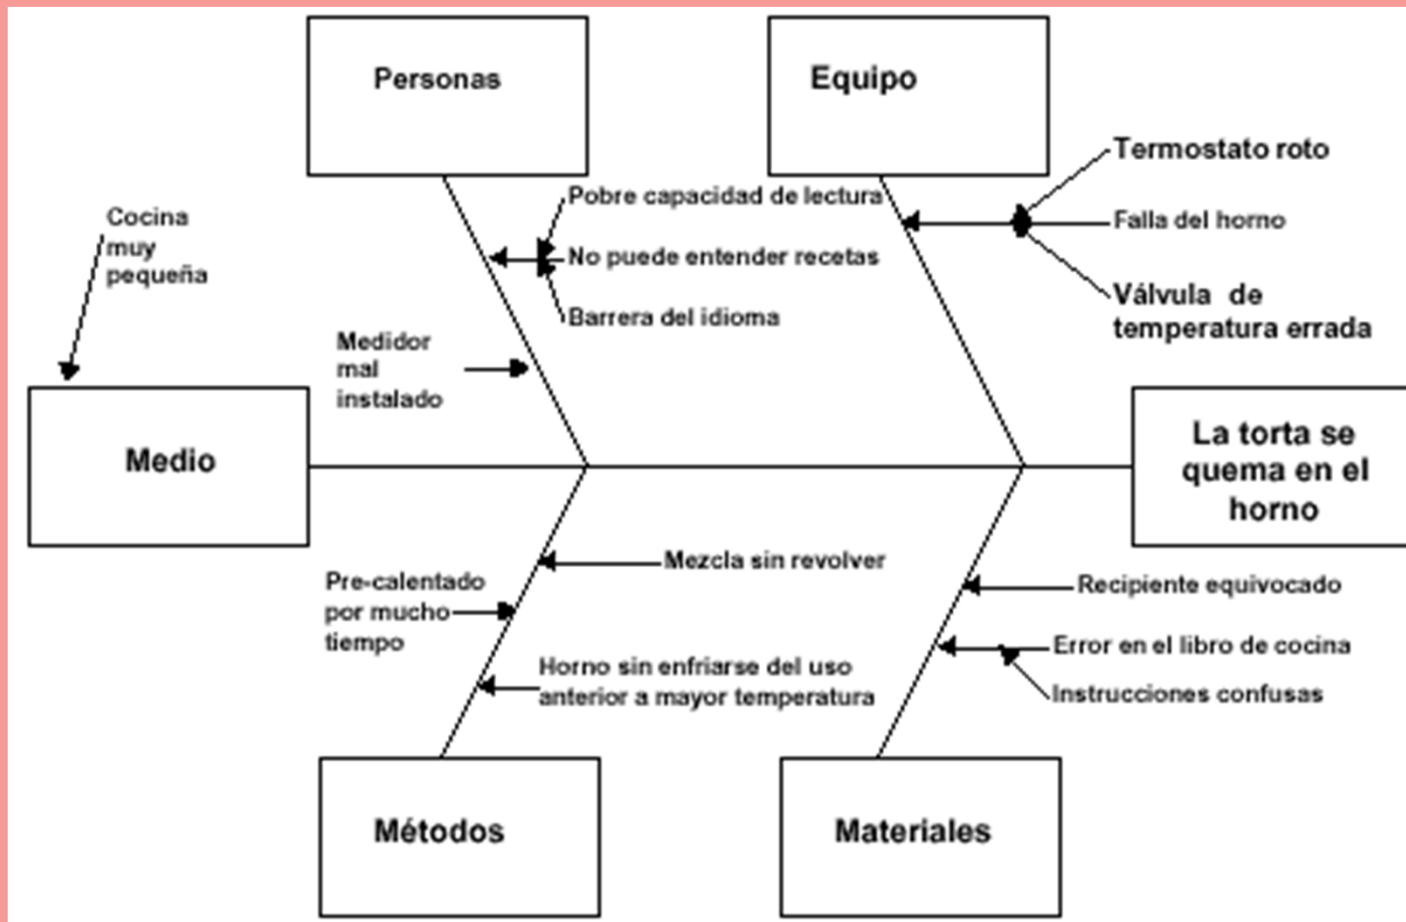 Personas
Equipo
Termostato roto
Pobre capacidad de lectura
Cocina
muy
pequeña
Falla del horno
No puede entender recetas
Válvula de
temperatura errada
Barrera del idioma
Medidor
mal
instalado
Medio
La torta se
quema en el
horno
Mezcla sin revolver
Pre-calentado
por mucho
tiempo
Recipiente equivocado
Error en el libro de cocina
Horno sin enfriarse del uso
anterior a mayor temperatura
Instrucciones confusas
Métodos
Materiales